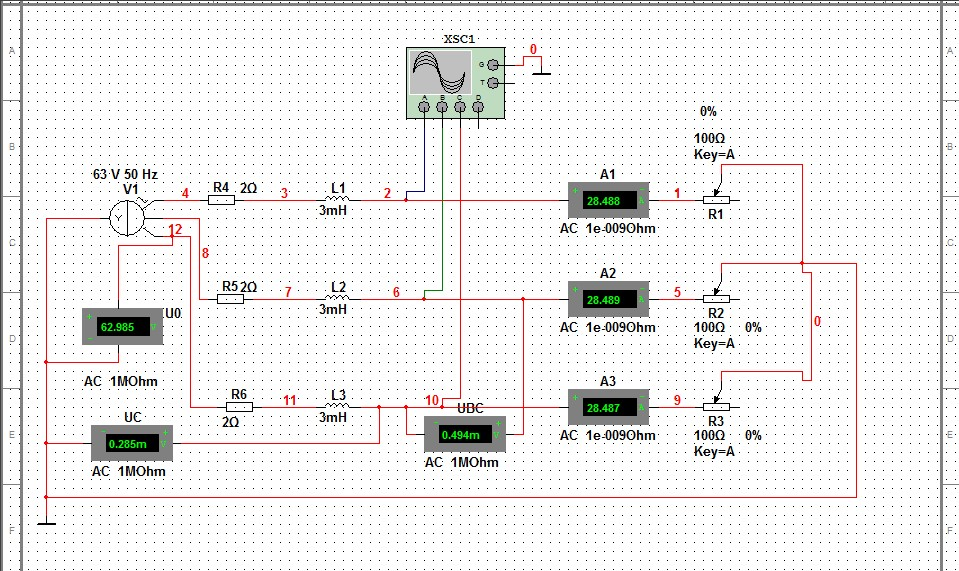 XSC1
0
G
T
A B C D
0%
100Ω
Key=A
63 V 50 Hz
V1
4
R4 2Ω
3
L1
3mH
2
A1
28.488 A
AC 1e-009Ohm
1
R1
Y
12
8
R5 2Ω
7
L2
3mH
6
A2
28.489 A
AC 1e-009Ohm
5
R2
100Ω 0%
Key=A
0
U0
62.985 V
AC 1MOhm
R6
2Ω
11
L3
3mH
10
A3
28.487 A
AC 1e-009Ohm
9
R3
100Ω 0%
Key=A
UC
0.285m V
AC 1MOhm
UBC
0.494m V
AC 1MOhm
A
B
C
D
E
F
A
B
C
D
E
F